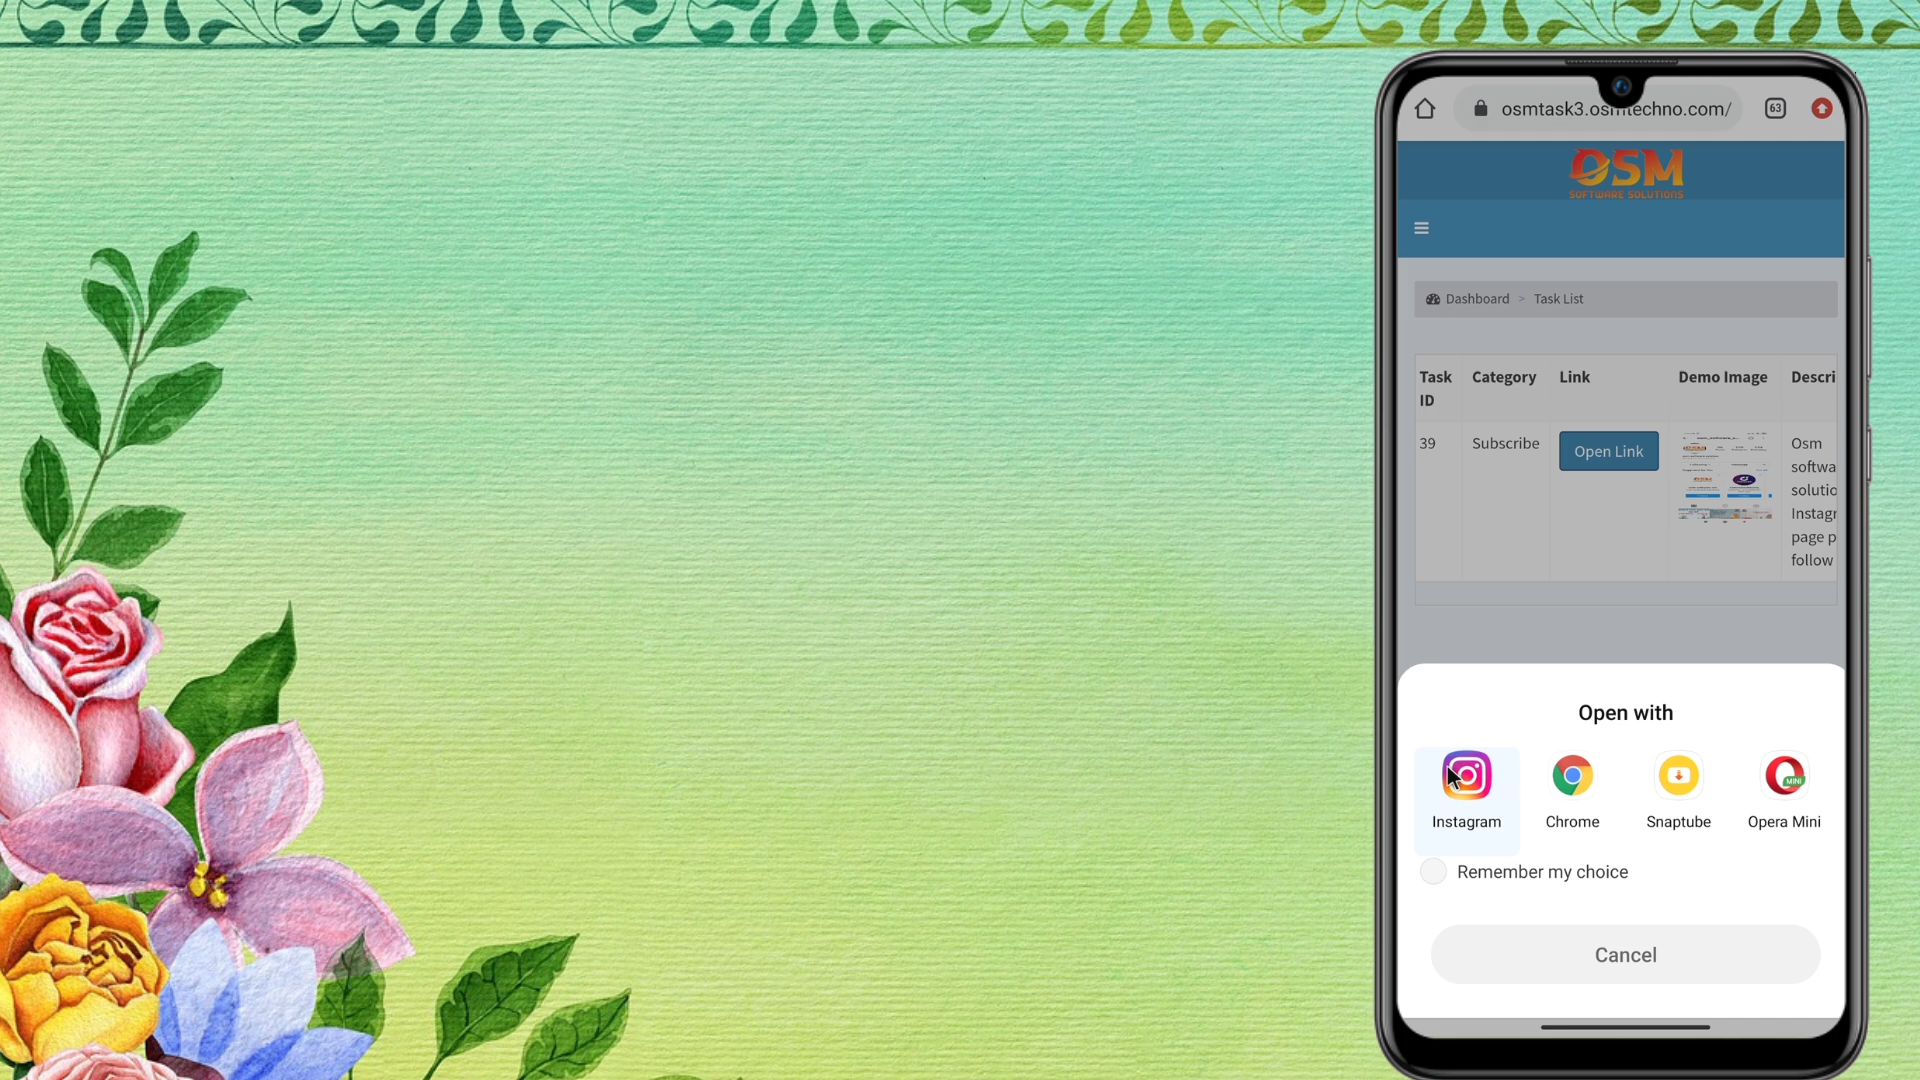 osmtask3.osmtechno.com/
63
OSM
SOFTWARE SOLUTIONS
Dashboard > Task List
Task ID Category Link Demo Image Descri
39 Subscribe Open Link Osm
softwa
solutio
Instagr
page p
follow
Open with
Instagram Chrome Snaptube Opera Mini
MINI
Remember my choice
Cancel